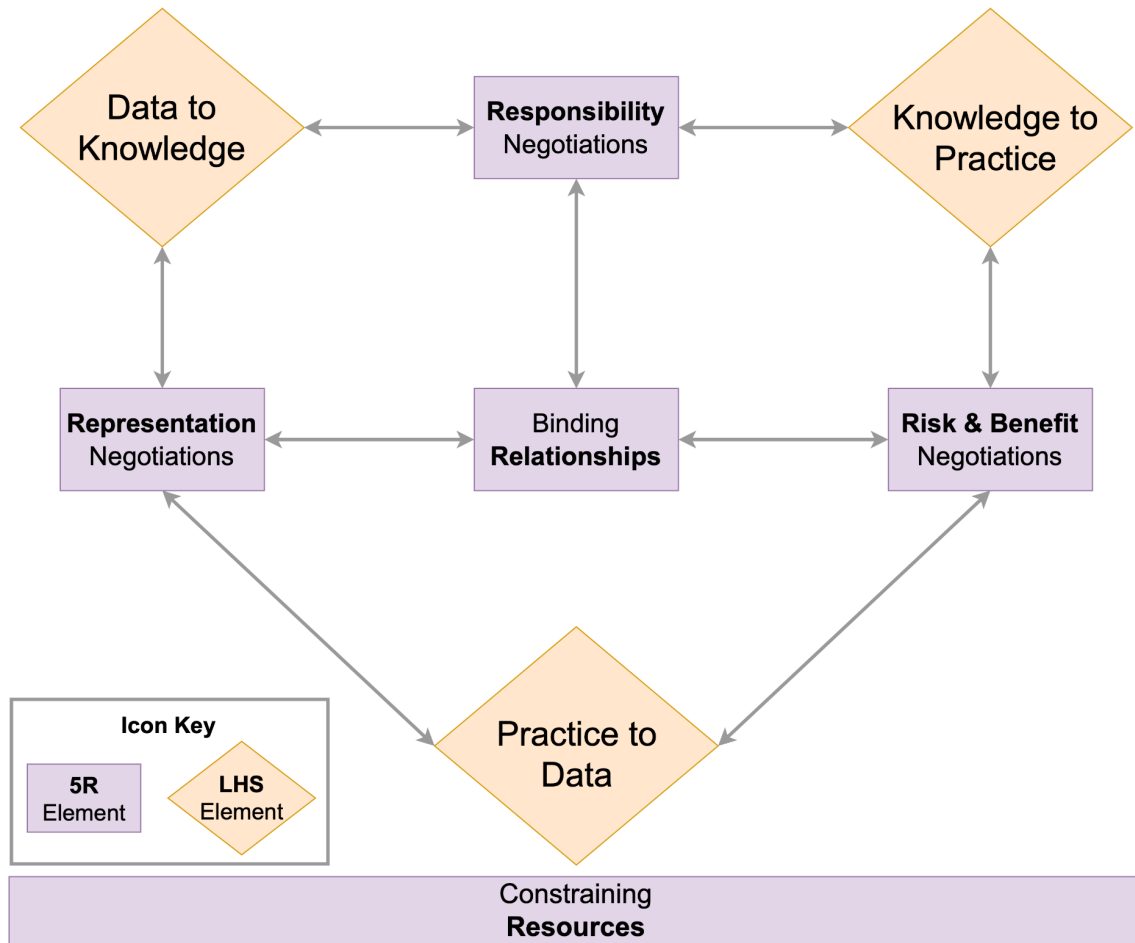 Data to
Knowledge
Responsibility
Negotiations
Knowledge to
Practice
Representation
Negotiations
Binding
Relationships
Risk & Benefit
Negotiations
Practice to
Data
Icon Key
5R
Element
LHS
Element
Constraining
Resources